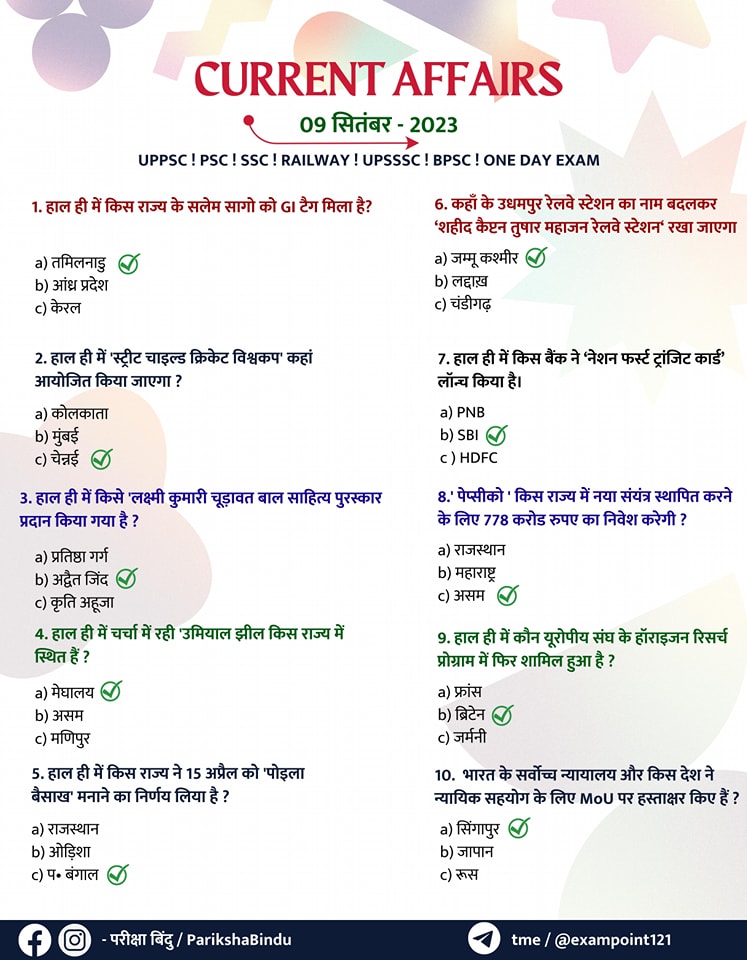 CURRENT AFFAIRS
09 सितंबर - 2023
UPPSC ! PSC ! SSC ! RAILWAY ! UPSSSC ! BPSC ! ONE DAY EXAM
1. हाल ही में किस राज्य के सलेम सागो को GI टैग मिला है?
a) तमिलनाडु
b) आंध्र प्रदेश
c) केरल
2. हाल ही में 'स्ट्रीट चाइल्ड क्रिकेट विश्वकप' कहां
आयोजित किया जाएगा ?
a) कोलकाता
b) मुंबई
c) चेन्नई
3. हाल ही में किसे 'लक्ष्मी कुमारी चूड़ावत बाल साहित्य पुरस्कार
प्रदान किया गया है ?
a) प्रतिष्ठा गर्ग
b) अद्वैत जिंद
c) कृति अहूजा
4. हाल ही में चर्चा में रही 'उमियाल झील किस राज्य में
स्थित हैं ?
a) मेघालय
b) असम
c) मणिपुर
5. हाल ही में किस राज्य ने 15 अप्रैल को 'पोइला
बैसाख' मनाने का निर्णय लिया है ?
a) राजस्थान
b) ओड़िशा
c) प• बंगाल
6. कहाँ के उधमपुर रेलवे स्टेशन का नाम बदलकर
‘शहीद कैप्टन तुषार महाजन रेलवे स्टेशन‘ रखा जाएगा
a) जम्मू कश्मीर
b) लद्दाख़
c) चंडीगढ़
7. हाल ही में किस बैंक ने ‘नेशन फर्स्ट ट्रांजिट कार्ड’
लॉन्च किया है।
a) PNB
b) SBI
c ) HDFC
8.' पेप्सीको ' किस राज्य में नया संयंत्र स्थापित करने
के लिए 778 करोड रुपए का निवेश करेगी ?
a) राजस्थान
b) महाराष्ट्र
c) असम
9. हाल ही में कौन यूरोपीय संघ के हॉराइजन रिसर्च
प्रोग्राम में फिर शामिल हुआ है ?
a) फ्रांस
b) ब्रिटेन
c) जर्मनी
10. भारत के सर्वोच्च न्यायालय और किस देश ने
न्यायिक सहयोग के लिए MoU पर हस्ताक्षर किए हैं ?
a) सिंगापुर
b) जापान
c) रूस
- परीक्षा बिंदु / ParikshaBindu
tme / @exampoint121